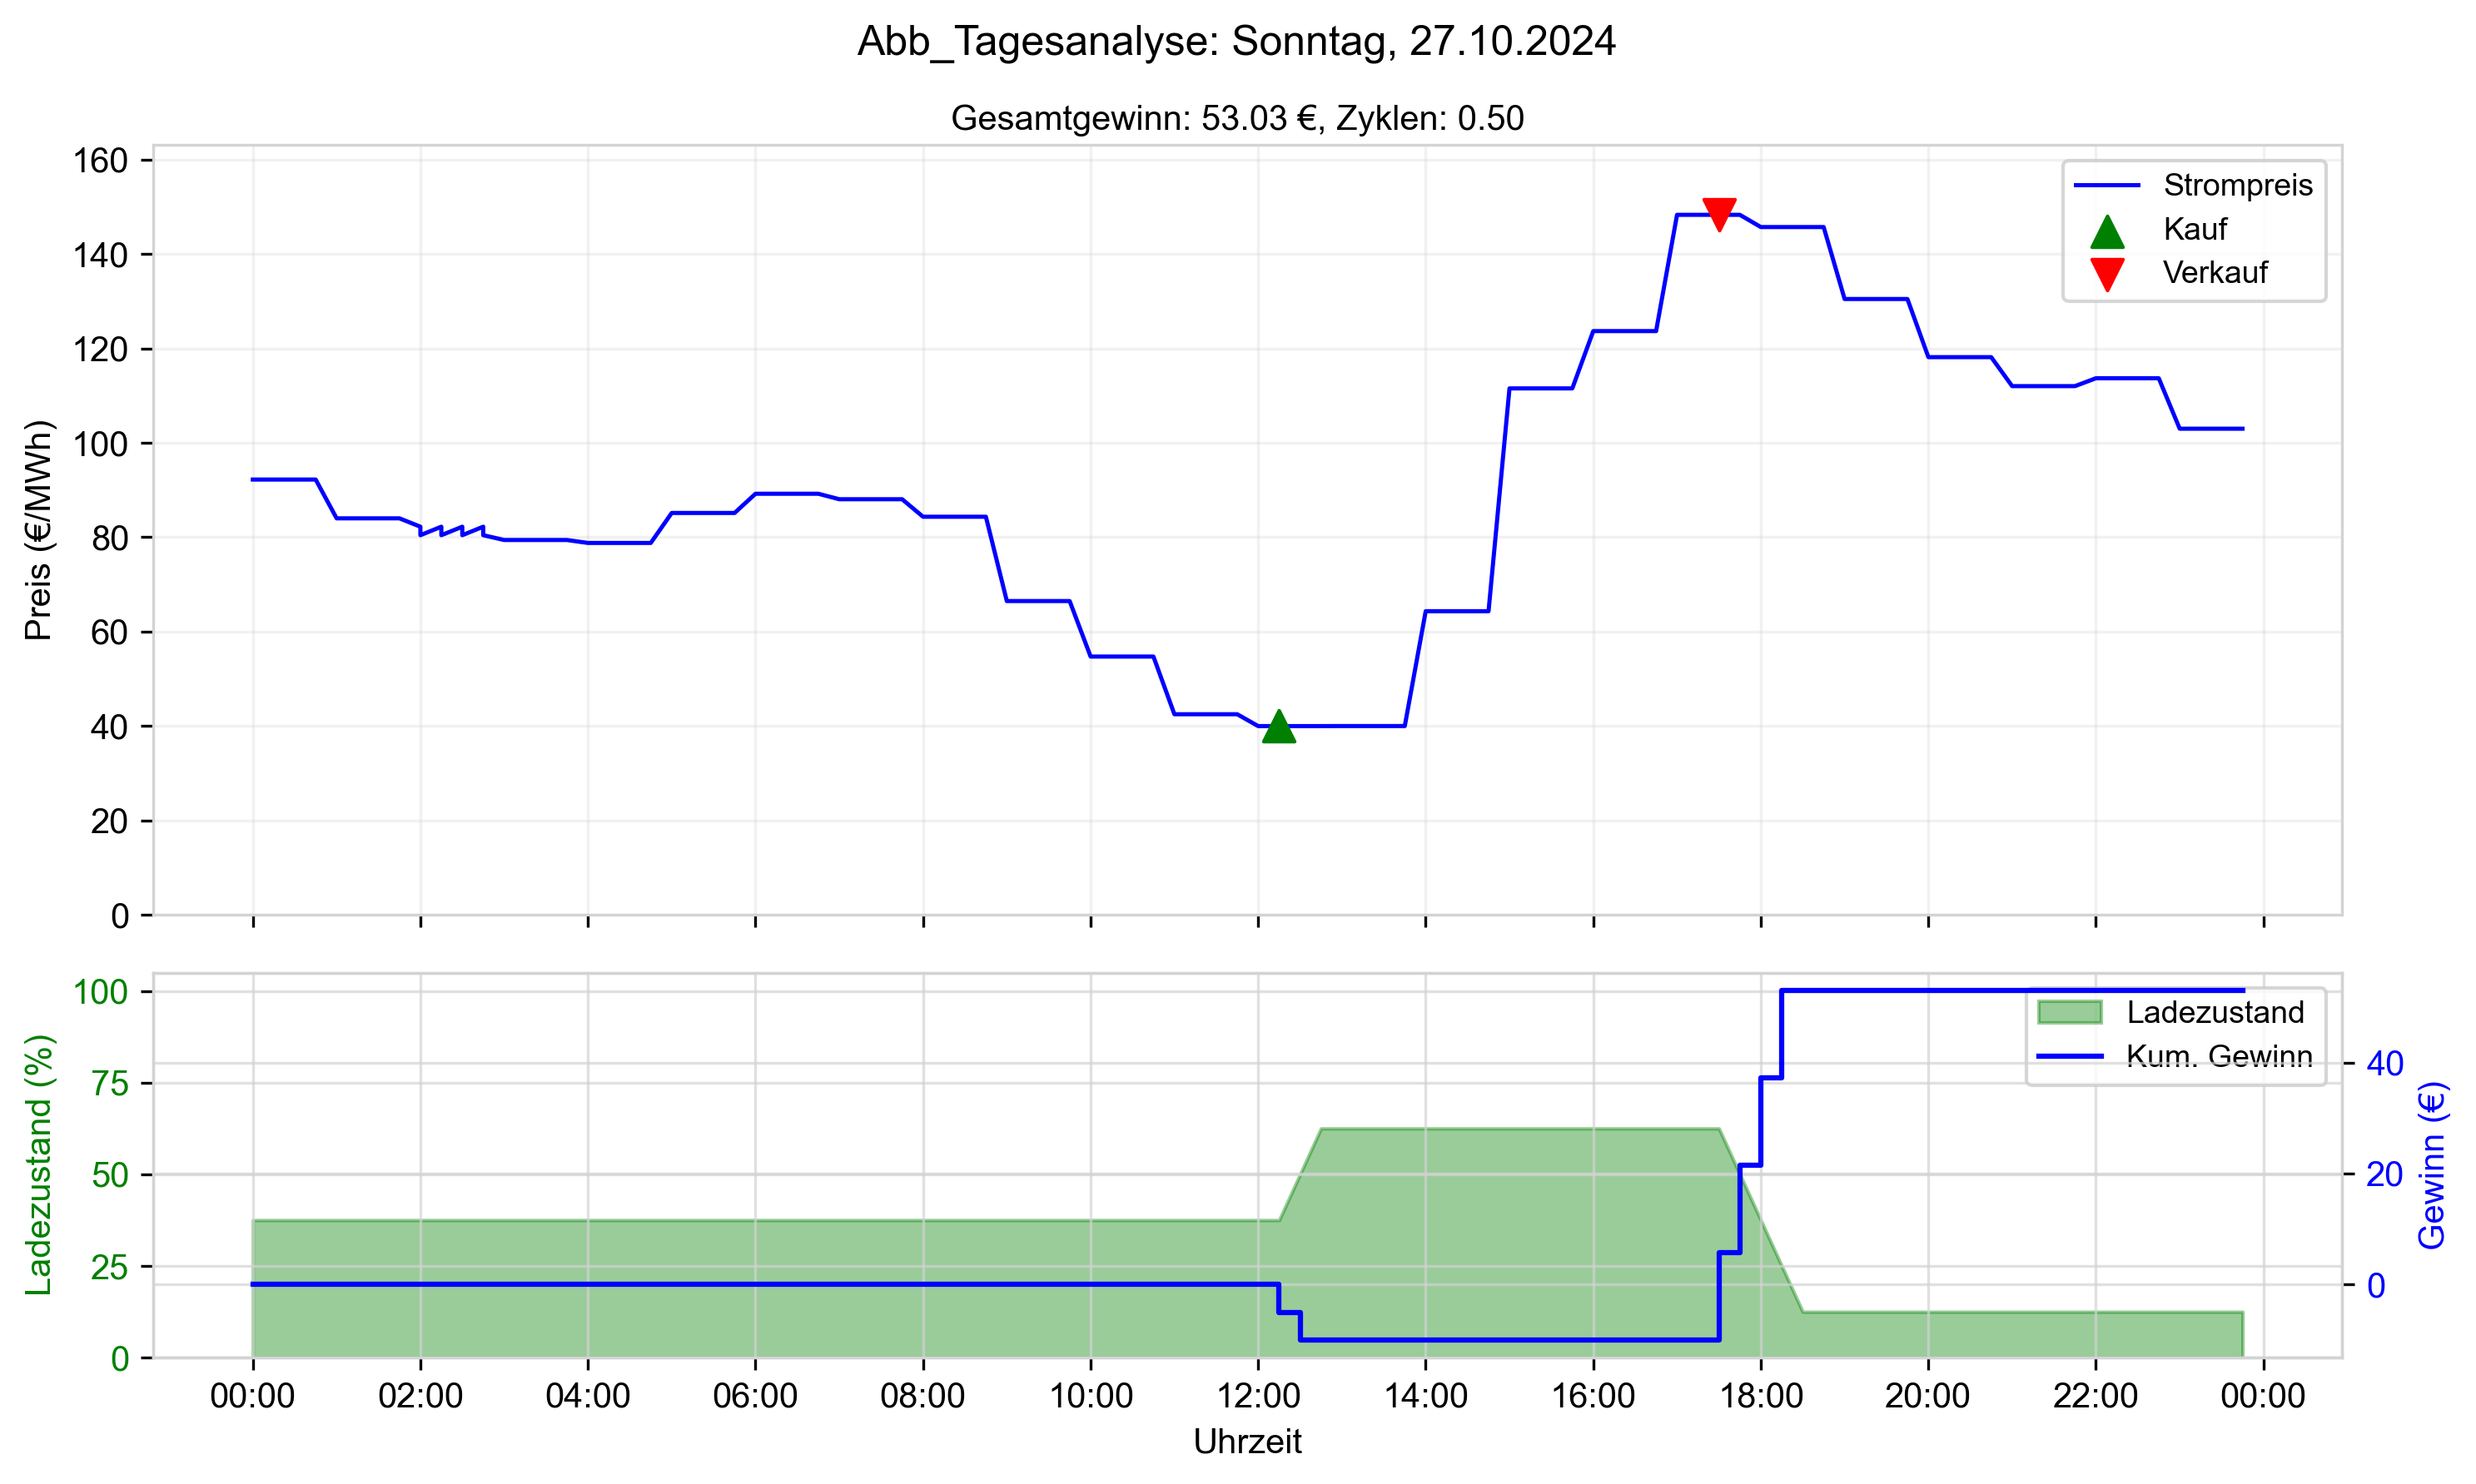 Abb_Tagesanalyse: Sonntag, 27.10.2024
Gesamtgewinn: 53.03 €, Zyklen: 0.50
Preis (€/MWh)
160
140
120
100
80
60
40
20
0
Strompreis
Kauf
Verkauf
Ladezustand (%)
100
75
50
25
0
Ladezustand
Kum. Gewinn
40
20
0
Gewinn (€)
00:00 02:00 04:00 06:00 08:00 10:00 12:00 14:00 16:00 18:00 20:00 22:00 00:00
Uhrzeit